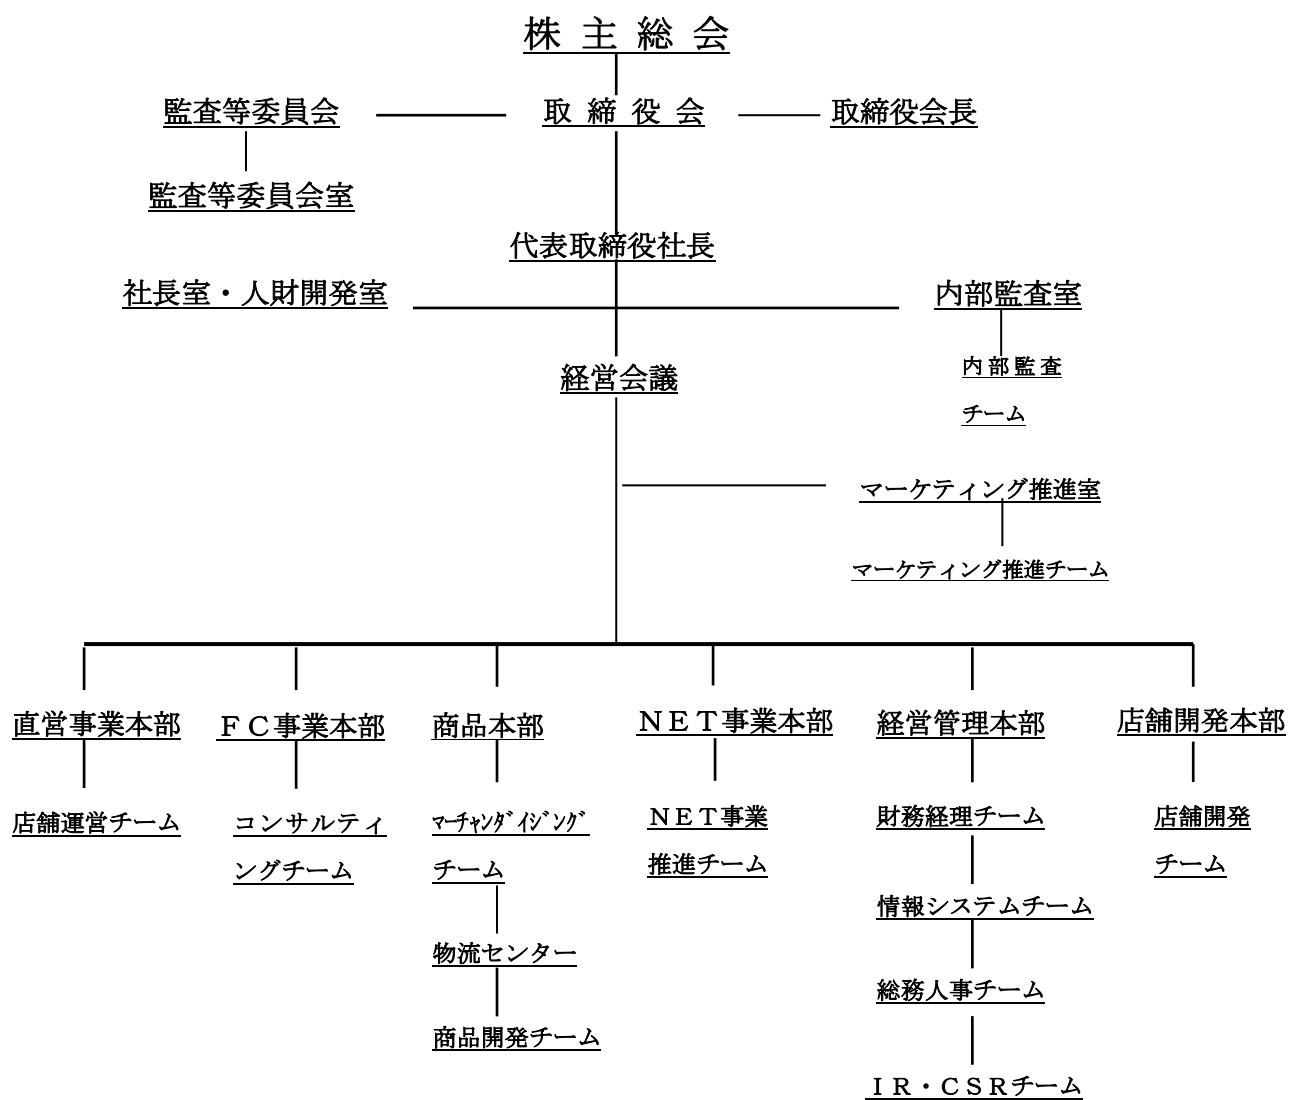 株 主 総 会
監査等委員会
取 締 役 会
取締役会長
監査等委員会室
代表取締役社長
社長室・人財開発室
内部監査室
内部監査
チーム
経営会議
マーケティング推進室
マーケティング推進チーム
直営事業本部
ＦＣ事業本部
商品本部
ＮＥＴ事業本部
経営管理本部
店舗開発本部
店舗運営チーム
コンサルティ
ングチーム
ﾏｰﾁｬﾝﾀﾞｲｼﾞﾝｸﾞ
チーム
物流センター
商品開発チーム
ＮＥＴ事業
推進チーム
財務経理チーム
情報システムチーム
総務人事チーム
ＩＲ・ＣＳＲチーム
店舗開発
チーム